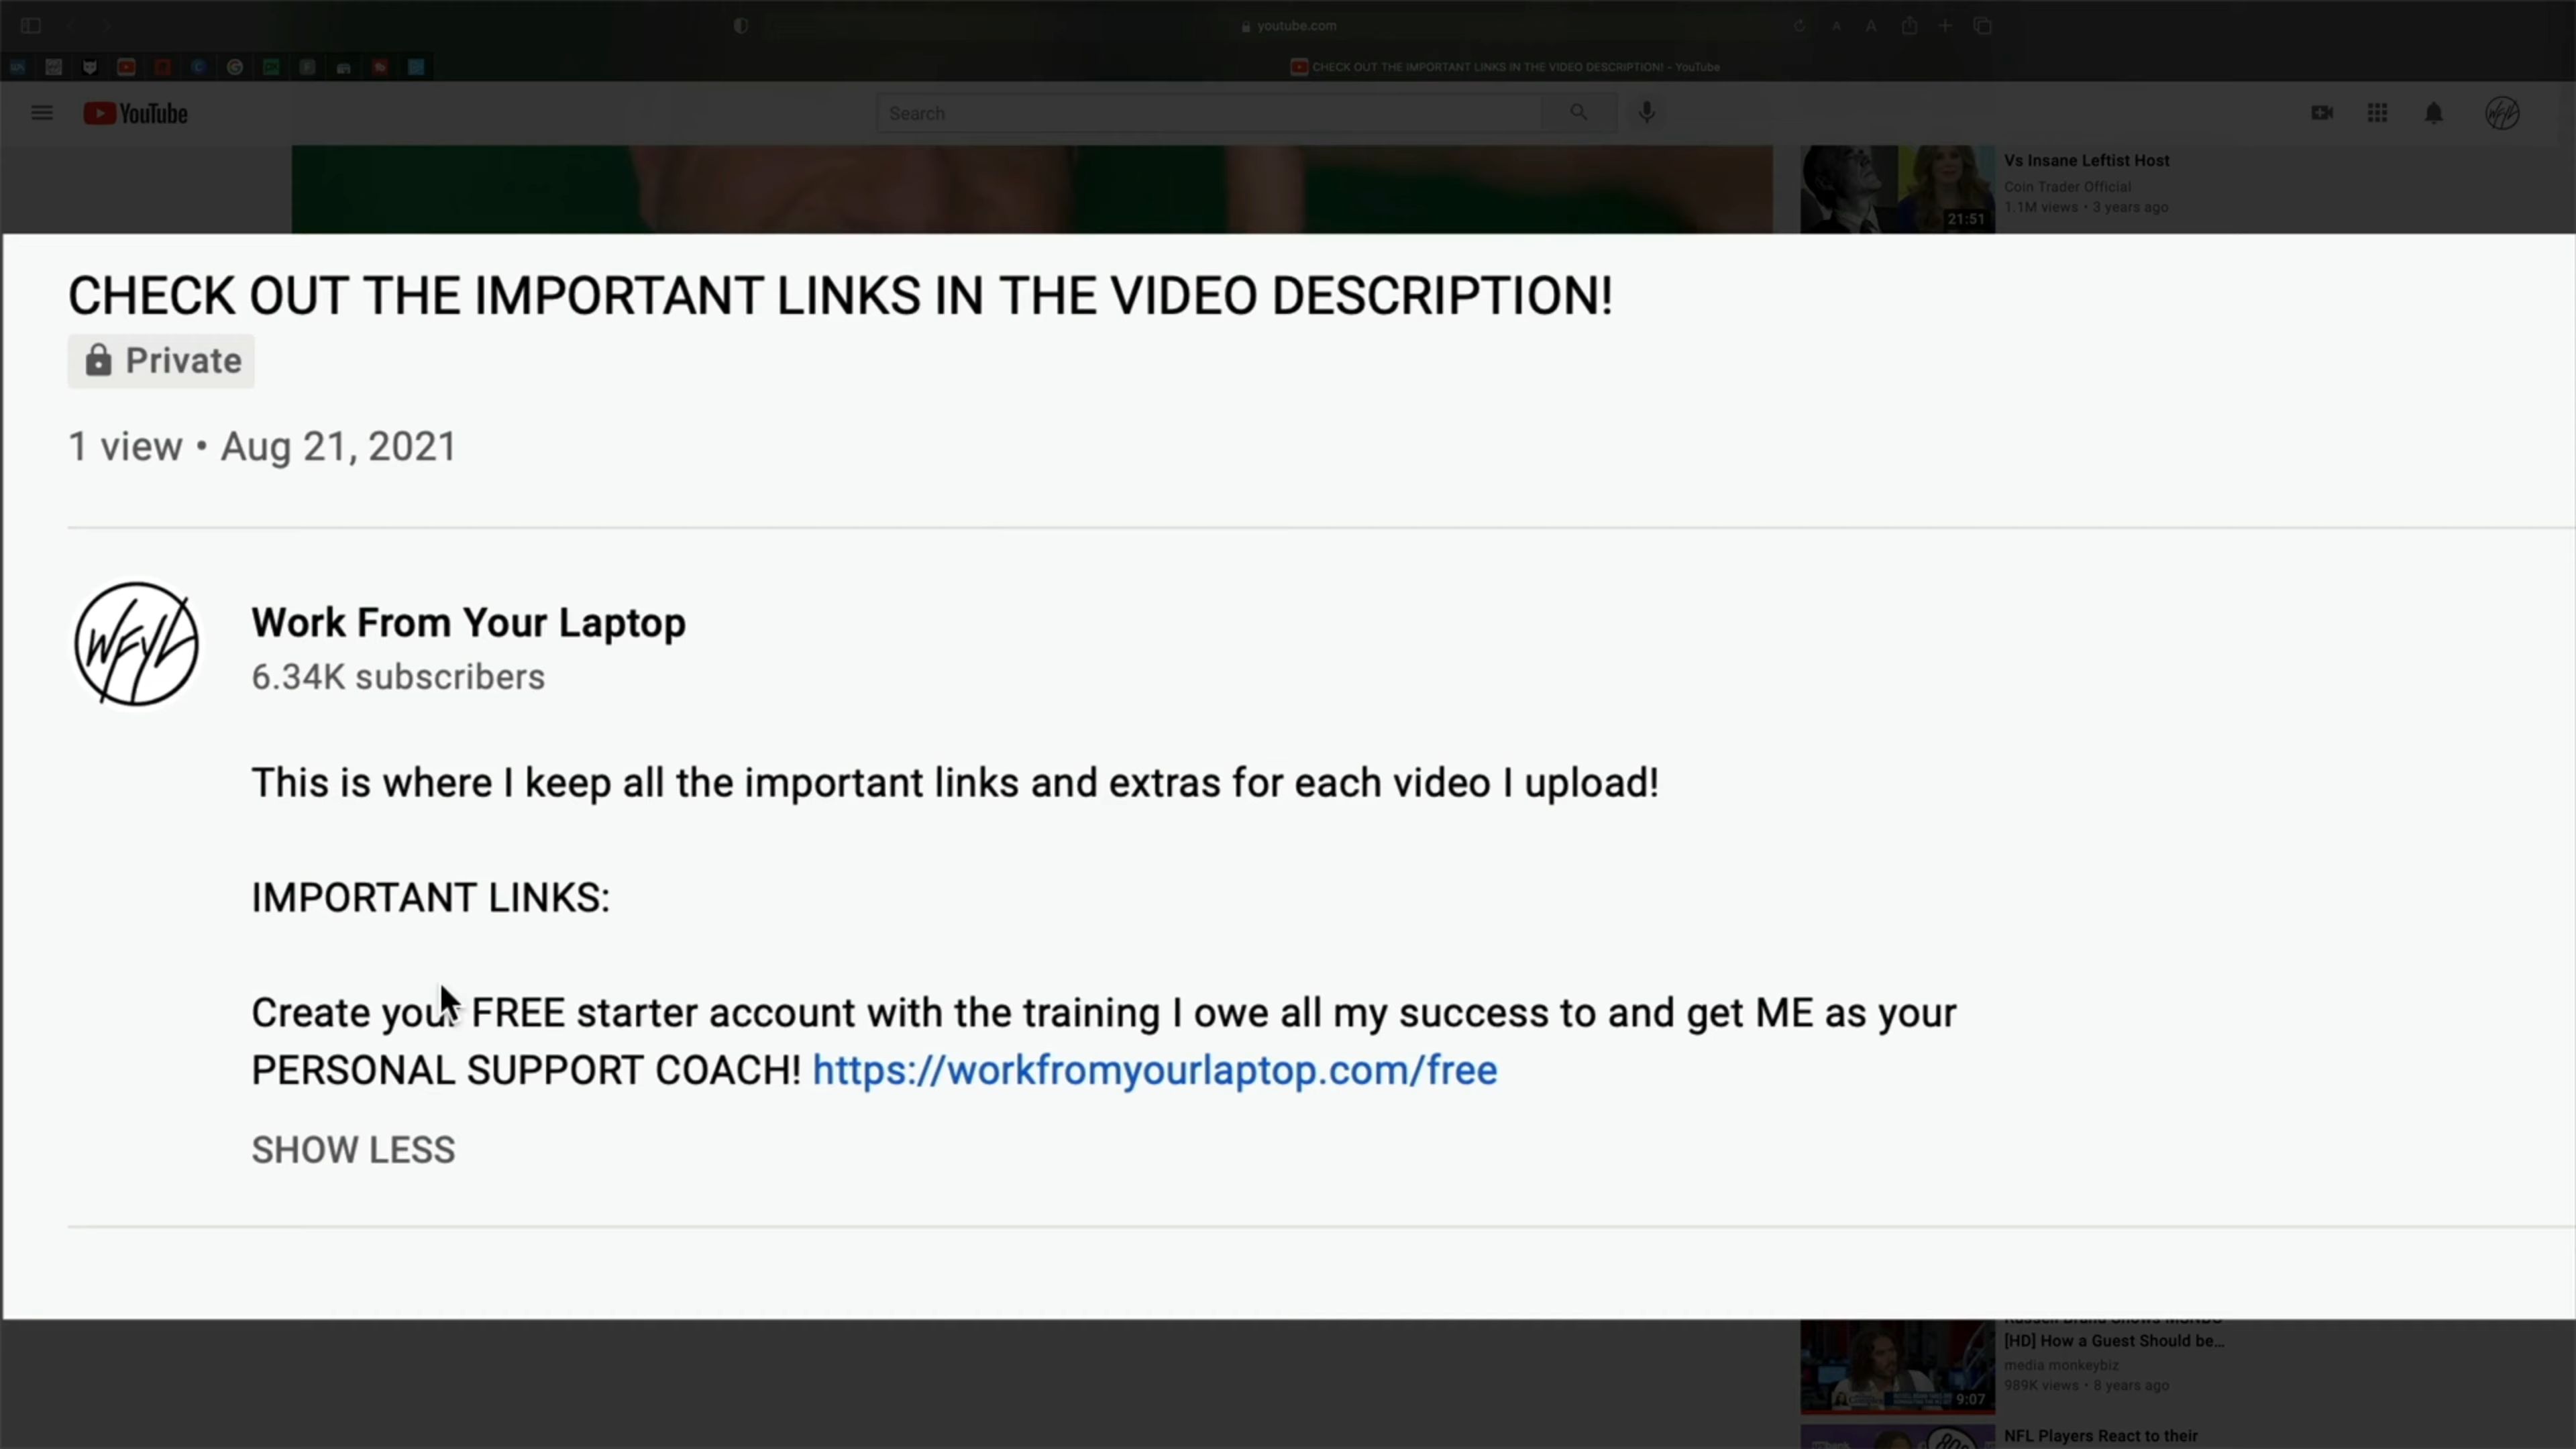 youtube.com
CHECK OUT THE IMPORTANT LINKS IN THE VIDEO DESCRIPTION! - YouTube
YouTube
Search
Vs Insane Leftist Host
Coin Trader Official
1.1M views • 3 years ago
21:51
CHECK OUT THE IMPORTANT LINKS IN THE VIDEO DESCRIPTION!
Private
1 view • Aug 21, 2021
WFYL
Work From Your Laptop
6.34K subscribers
This is where I keep all the important links and extras for each video I upload!
IMPORTANT LINKS:
Create your FREE starter account with the training I owe all my success to and get ME as your
PERSONAL SUPPORT COACH! https://workfromyourlaptop.com/free
SHOW LESS
[HD] How a Guest Should be...
media monkeybiz
989K views • 8 years ago
9:07
NFL Players React to their